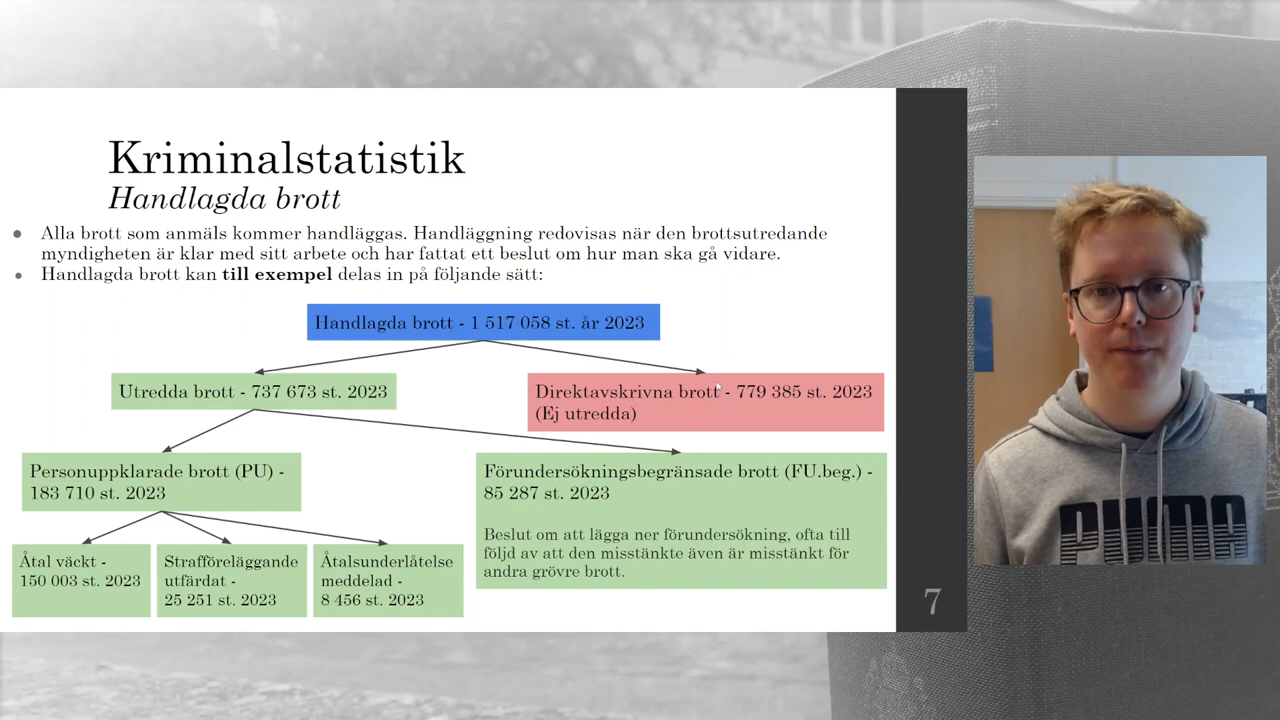 Kriminalstatistik
Handlagda brott
Alla brott som anmäls kommer handläggas. Handläggning redovisas när den brottsutredande
myndigheten är klar med sitt arbete och har fattat ett beslut om hur man ska gå vidare.
Handlagda brott kan till exempel delas in på följande sätt:
Handlagda brott - 1 517 058 st. år 2023
Utredda brott - 737 673 st. 2023
Direktavskrivna brott - 779 385 st. 2023
(Ej utredda)
Personuppklarade brott (PU) -
183 710 st. 2023
Förundersökningsbegränsade brott (FU.beg.) -
85 287 st. 2023
Beslut om att lägga ner förundersökning, ofta till
följd av att den misstänkte även är misstänkt för
andra grövre brott.
Åtal väckt -
150 003 st. 2023
Strafföreläggande
utfärdat -
25 251 st. 2023
Åtalsunderlåtelse
meddelad -
8 456 st. 2023
7
PUMA